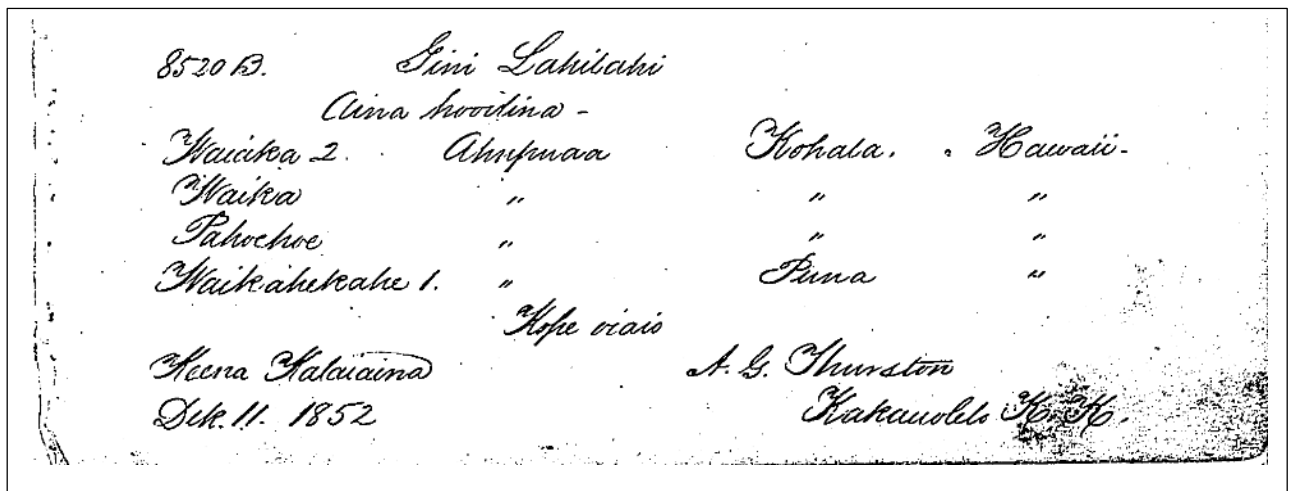 8520 B. Gini Lahilahi
Aina hooilina -
Waiaka 2. Ahupuaa Kohala. Hawaii.
Waika " " "
Pahoehoe " " "
Waikahekahe 1. " Puna "
Kope oiaio
Keena Kalaiaina A. G. Thurston
Dek. 11. 1852 Kakauolelo K. K.